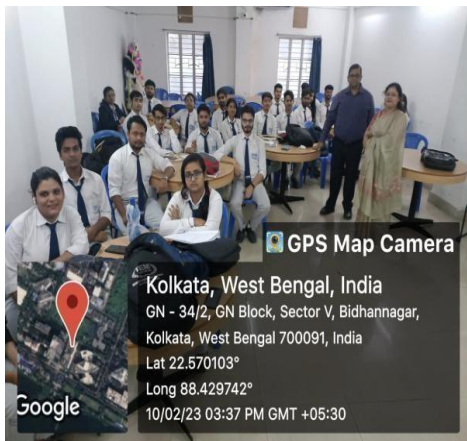 GPS Map Camera
Kolkata, West Bengal, India
GN - 34/2, GN Block, Sector V, Bidhannagar,
Kolkata, West Bengal 700091, India
Lat 22.570103°
Long 88.429742°
10/02/23 03:37 PM GMT +05:30
Google